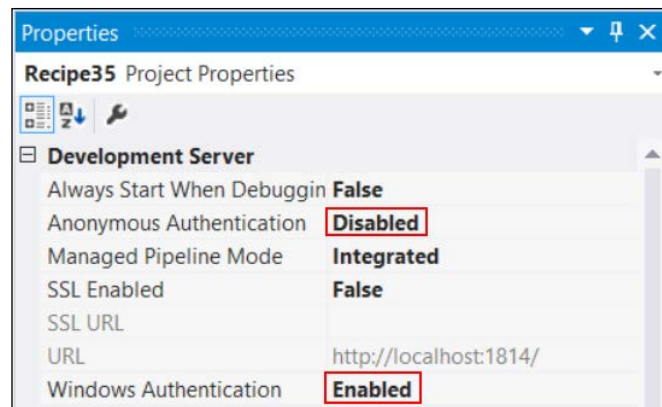 Properties
Recipe35 Project Properties
Development Server
Always Start When Debuggin False
Anonymous Authentication Disabled
Managed Pipeline Mode Integrated
SSL Enabled False
SSL URL
URL http://localhost:1814/
Windows Authentication Enabled